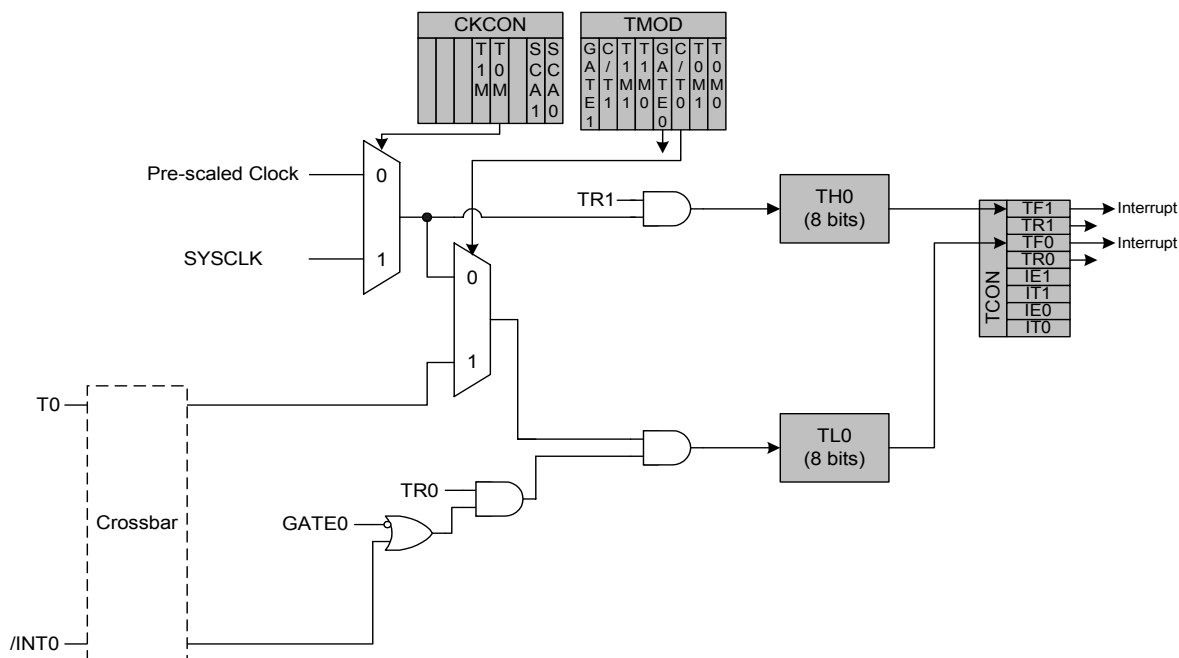 CKCON
T1M
T0M
SCA1
SCA0
TMOD
GATE1
C/T1
T1M1
T1M0
GATE0
C/T0
T0M1
T0M0
Pre-scaled Clock
0
SYSCLK
1
TR1
TH0
(8 bits)
TCON
TF1
TR1
TF0
TR0
IE1
IT1
IE0
IT0
Interrupt
Interrupt
0
1
T0
Crossbar
TR0
GATE0
TL0
(8 bits)
/INT0